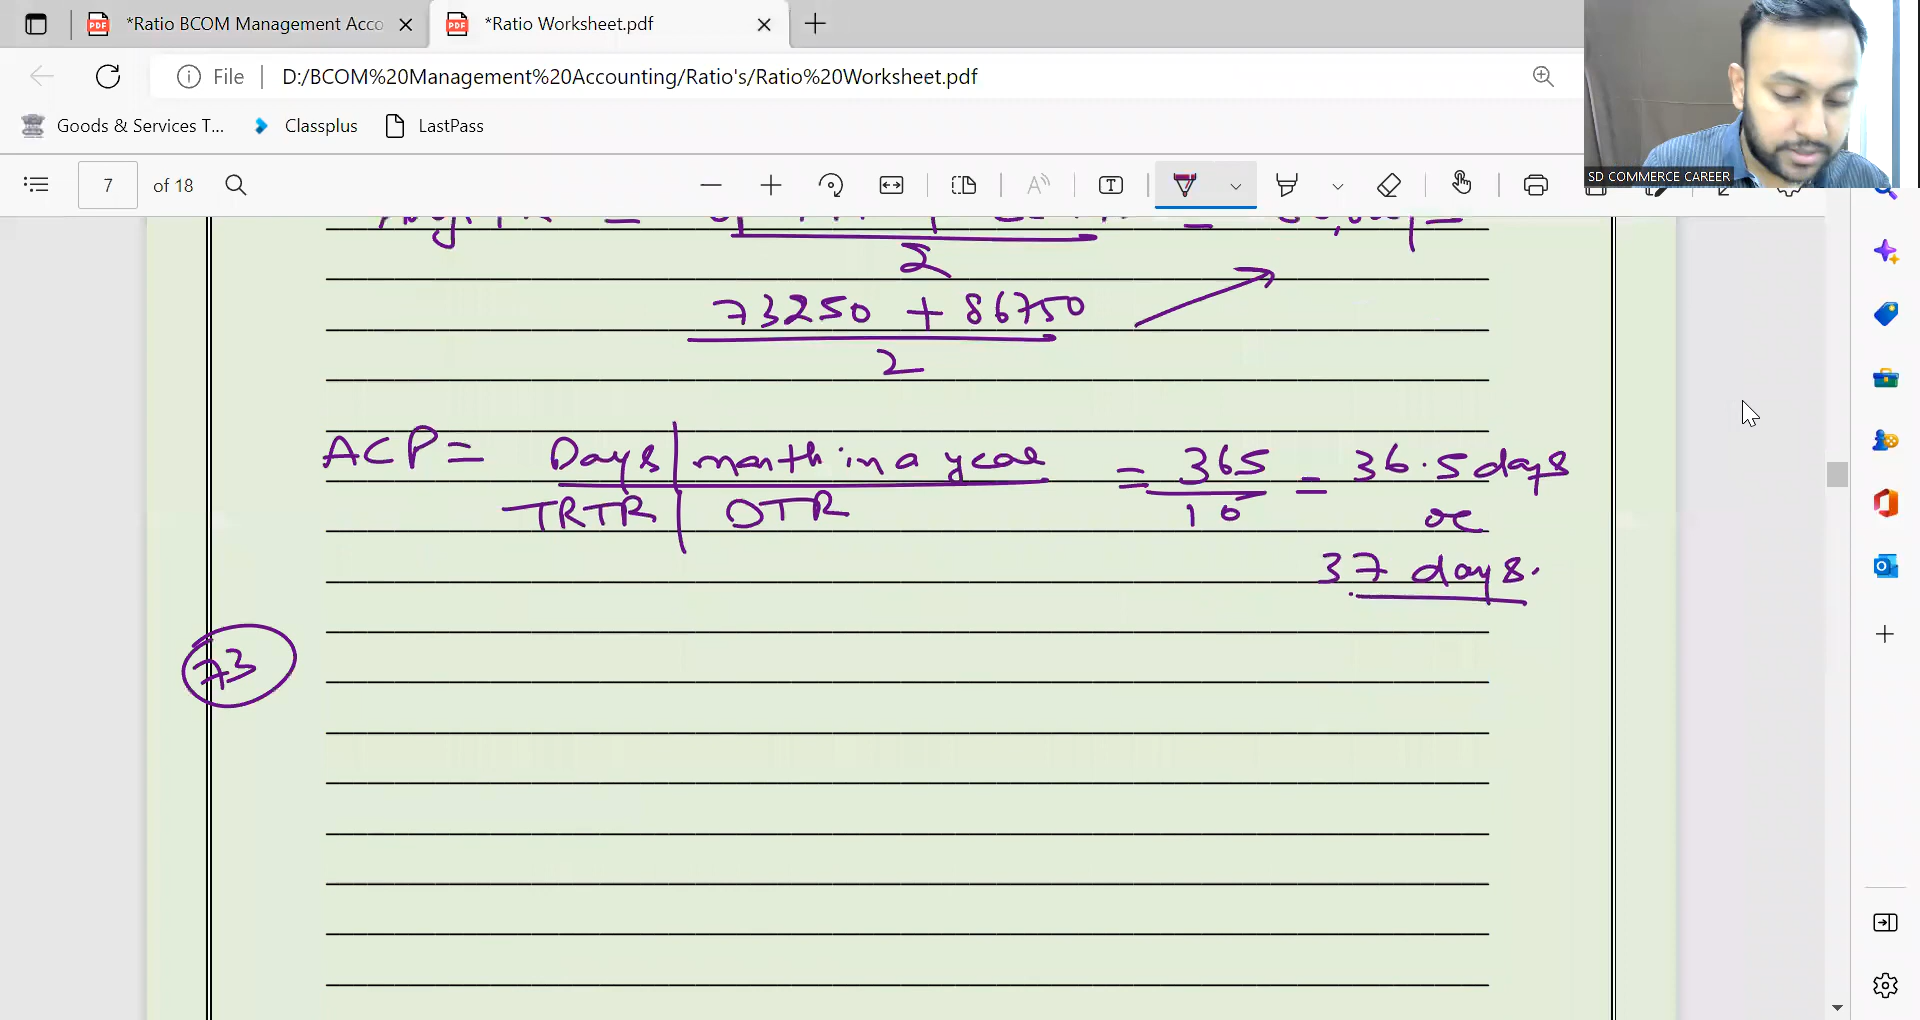 *Ratio BCOM Management Acco
*Ratio Worksheet.pdf
File
D:/BCOM%20Management%20Accounting/Ratio's/Ratio%20Worksheet.pdf
Goods & Services T...
Classplus
LastPass
SD COMMERCE CAREER
7 of 18
2
73250 + 86750
2
ACP = Days | month in a year = 365 = 36.5 days
TRTR | DTR 10 or
37 days.
73